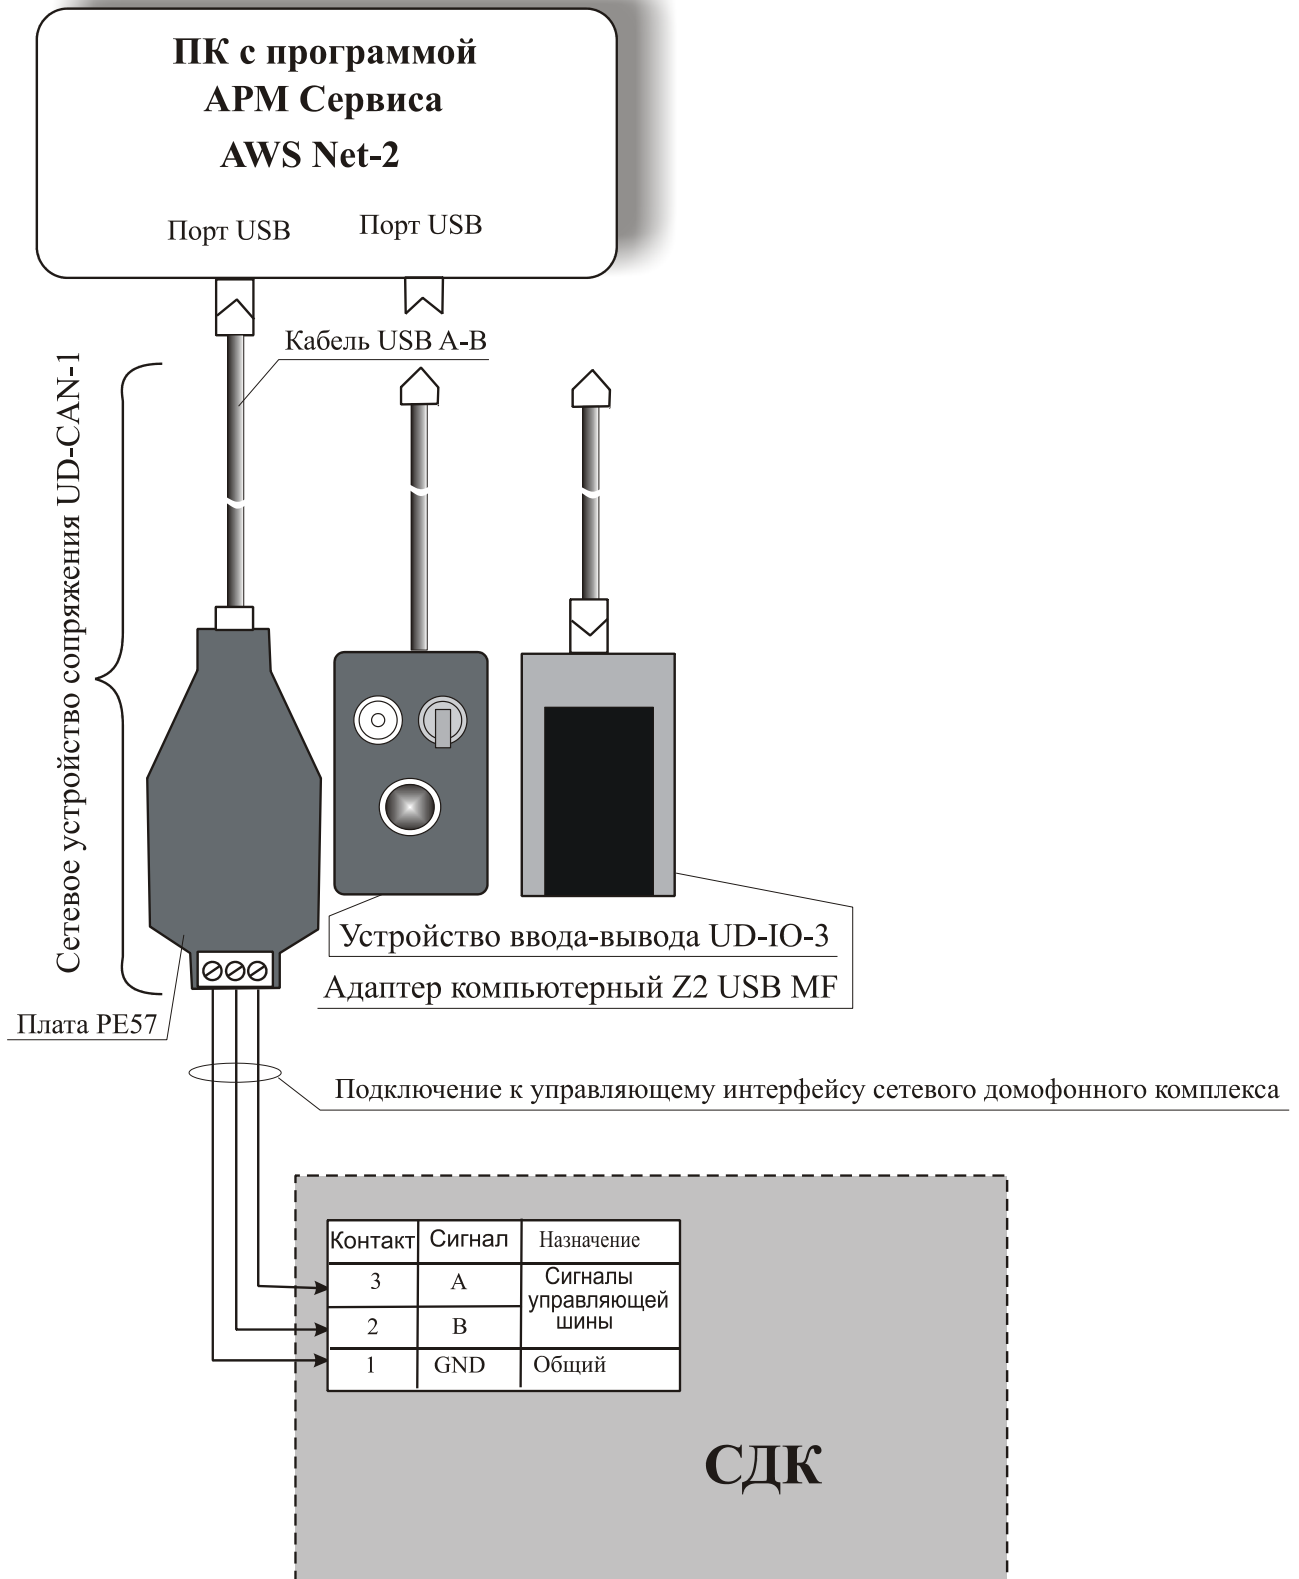 ПК с программой
АРМ Сервиса
AWS Net-2
Порт USB
Порт USB
Кабель USB A-B
Сетевое устройство сопряжения UD-CAN-1
Устройство ввода-вывода UD-IO-3
Адаптер компьютерный Z2 USB MF
Плата PE57
Подключение к управляющему интерфейсу сетевого домофонного комплекса
Контакт Сигнал Назначение
3 A Сигналы
управляющей
шины
2 B
1 GND Общий
СДК